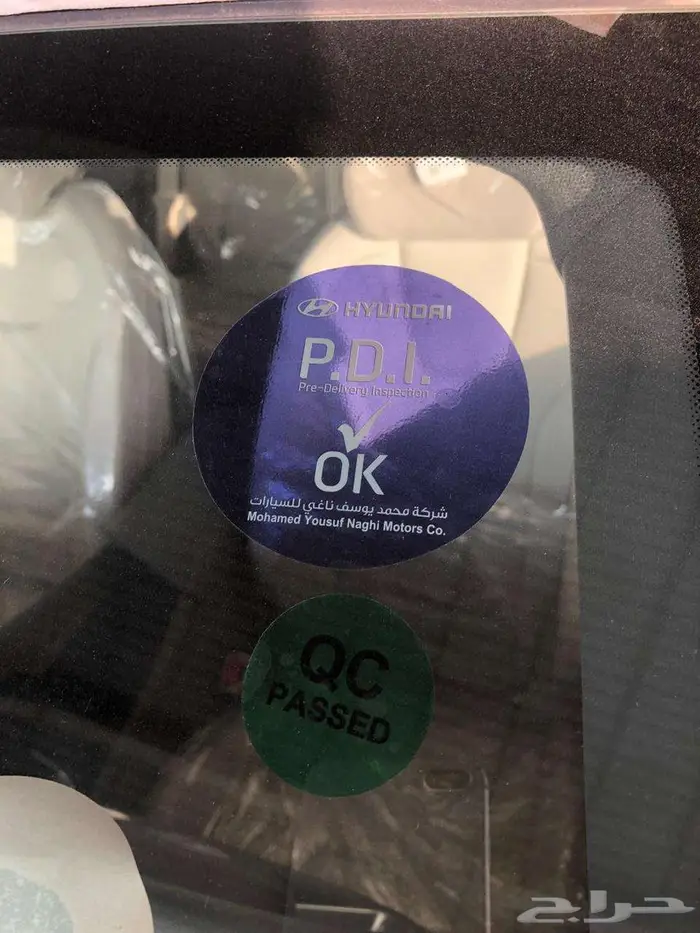 HYUNDAI
P.D.I.
Pre-Delivery Inspection
OK
شركة محمد يوسف ناغي للسيارات
Mohamed Yousuf Naghi Motors Co.
QC
PASSED
حراج